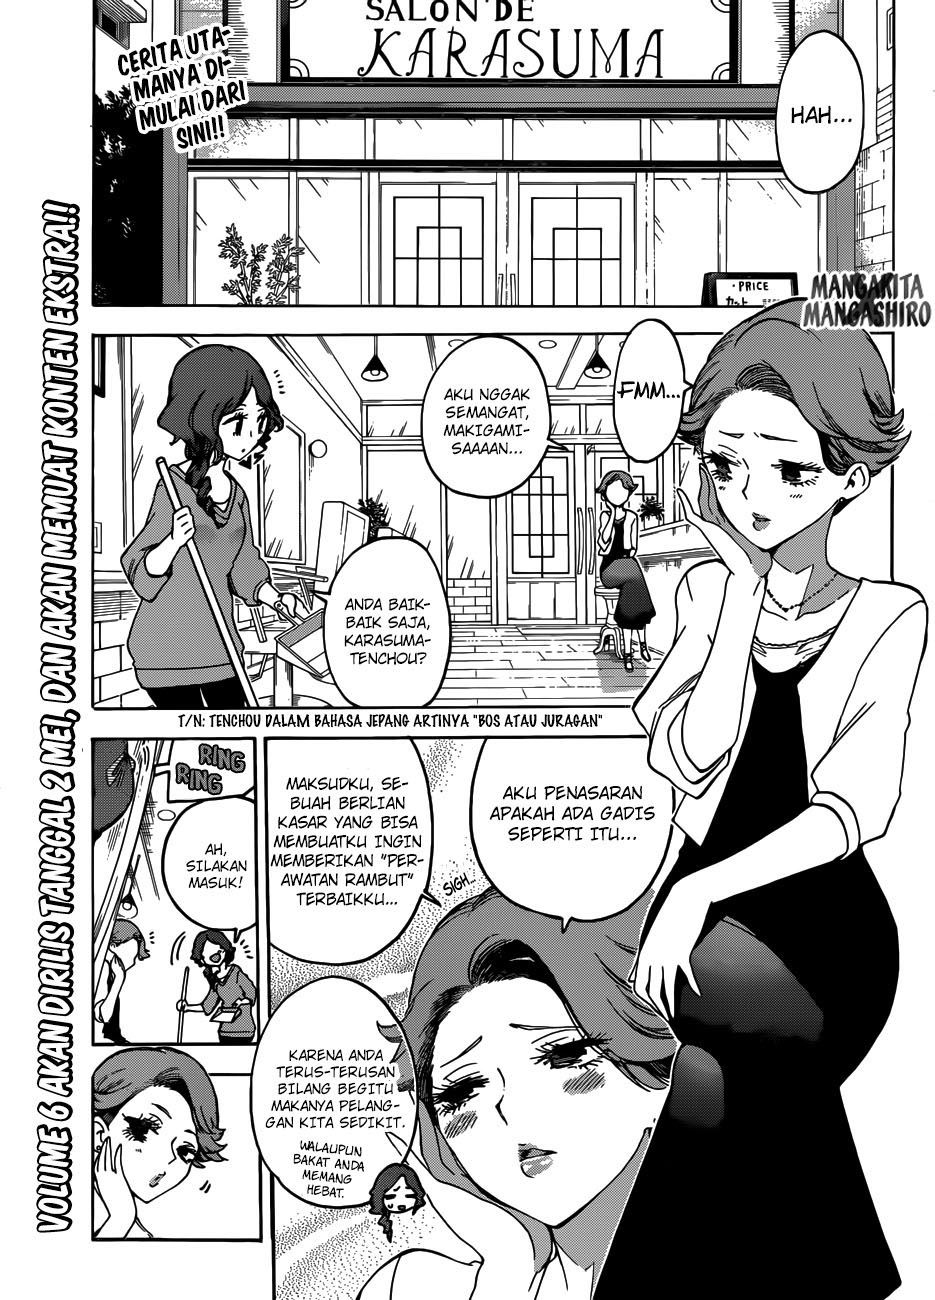 SALON DE
KARASUMA
CERITA UTA-
MANYA DI-
MULAI DARI
SINI!!
HAH...
・PRICE
カット
MANGAKITA
MANGASHIRO
VOLUME 6 AKAN DIRILIS TANGGAL 2 MEI, DAN AKAN MEMUAT KONTEN EKSTRA!!
FMM...
AKU NGGAK
SEMANGAT,
MAKIGAMI-
SAAAAN...
ANDA BAIK-
BAIK SAJA,
KARASUMA-
TENCHOU?
T/N: TENCHOU DALAM BAHASA JEPANG ARTINYA "BOS ATAU JURAGAN"
AKU PENASARAN
APAKAH ADA GADIS
SEPERTI ITU...
SIGH...
MAKSUDKU, SE-
BUAH BERLIAN
KASAR YANG BISA
MEMBUATKU INGIN
MEMBERIKAN "PER-
AWATAN RAMBUT"
TERBAIKKU...
KARENA ANDA
TERUS-TERUSAN
BILANG BEGITU
MAKANYA PELANG-
GAN KITA SEDIKIT.
WALAUPUN
BAKAT ANDA
MEMANG
HEBAT.
RING
RING
AH,
SILAKAN
MASUK!